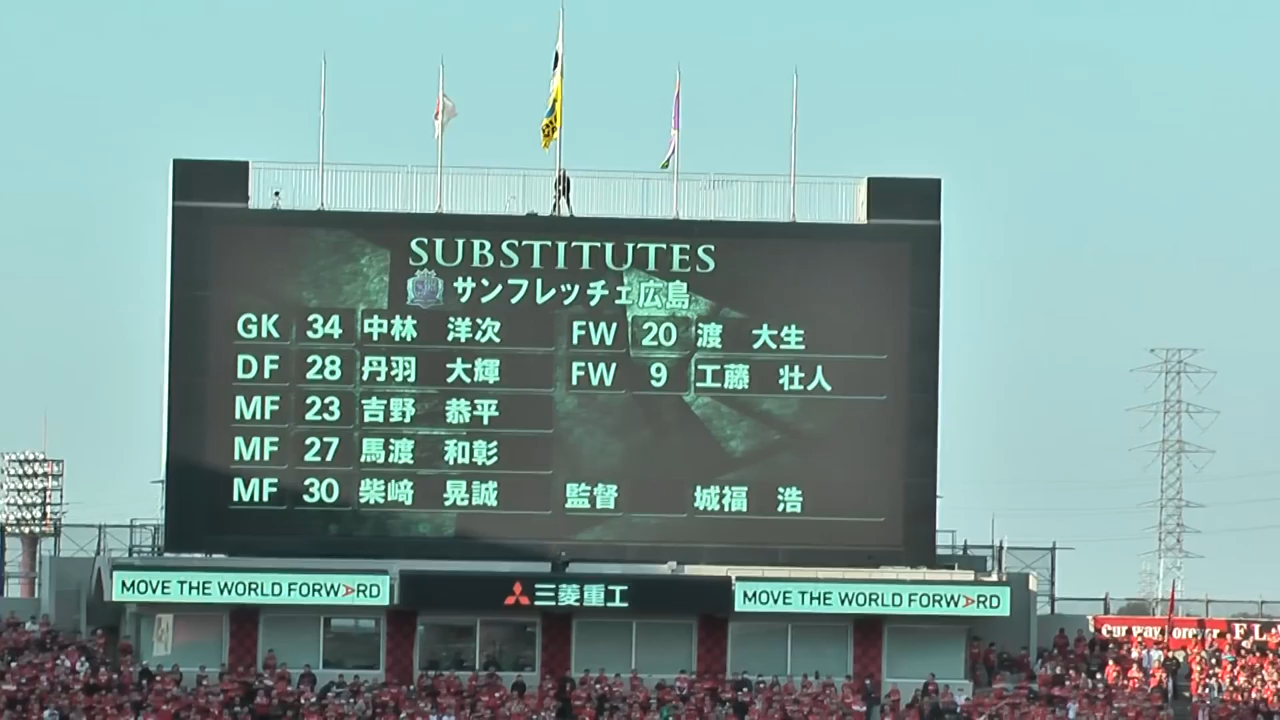 SUBSTITUTES
サンフレッチェ広島
GK 34 中林 洋次
DF 28 丹羽 大輝
MF 23 吉野 恭平
MF 27 馬渡 和彰
MF 30 柴﨑 晃誠
FW 20 渡 大生
FW 9 工藤 壮人
監督 城福 浩
MOVE THE WORLD FORWARD
三菱重工
MOVE THE WORLD FORWARD
our way, forever